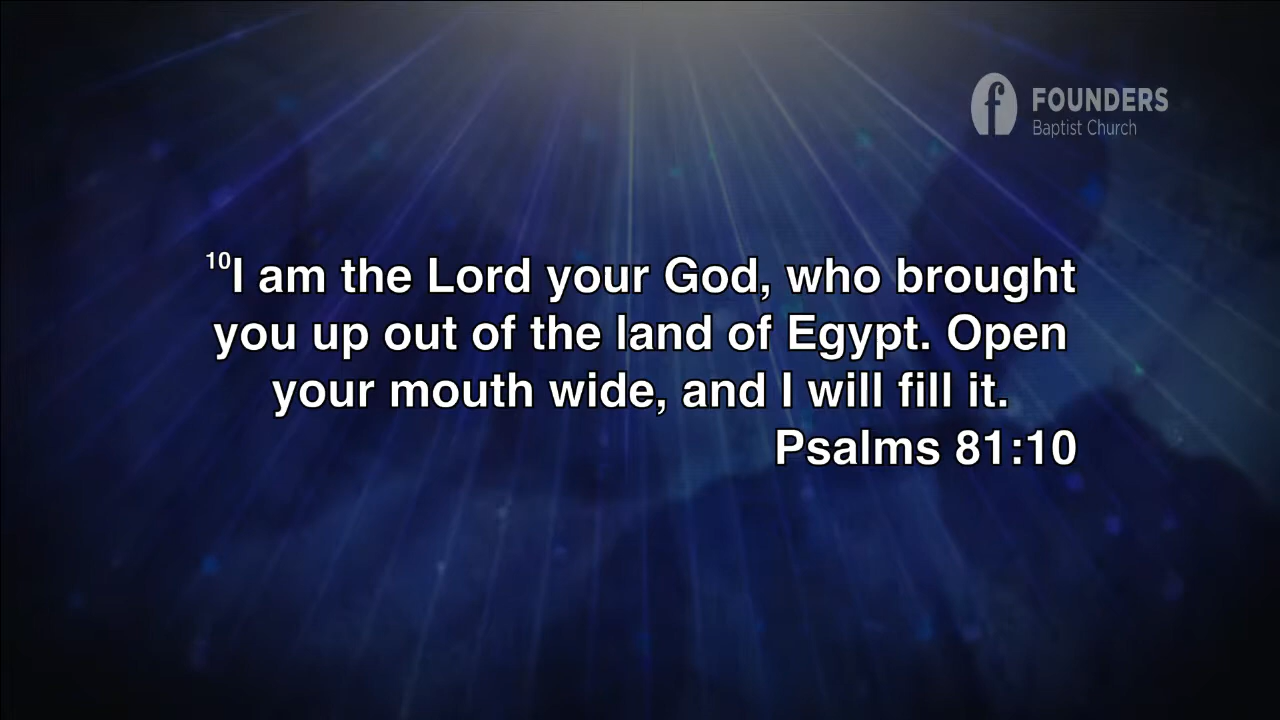 FOUNDERS
Baptist Church
10I am the Lord your God, who brought
you up out of the land of Egypt. Open
your mouth wide, and I will fill it.
Psalms 81:10